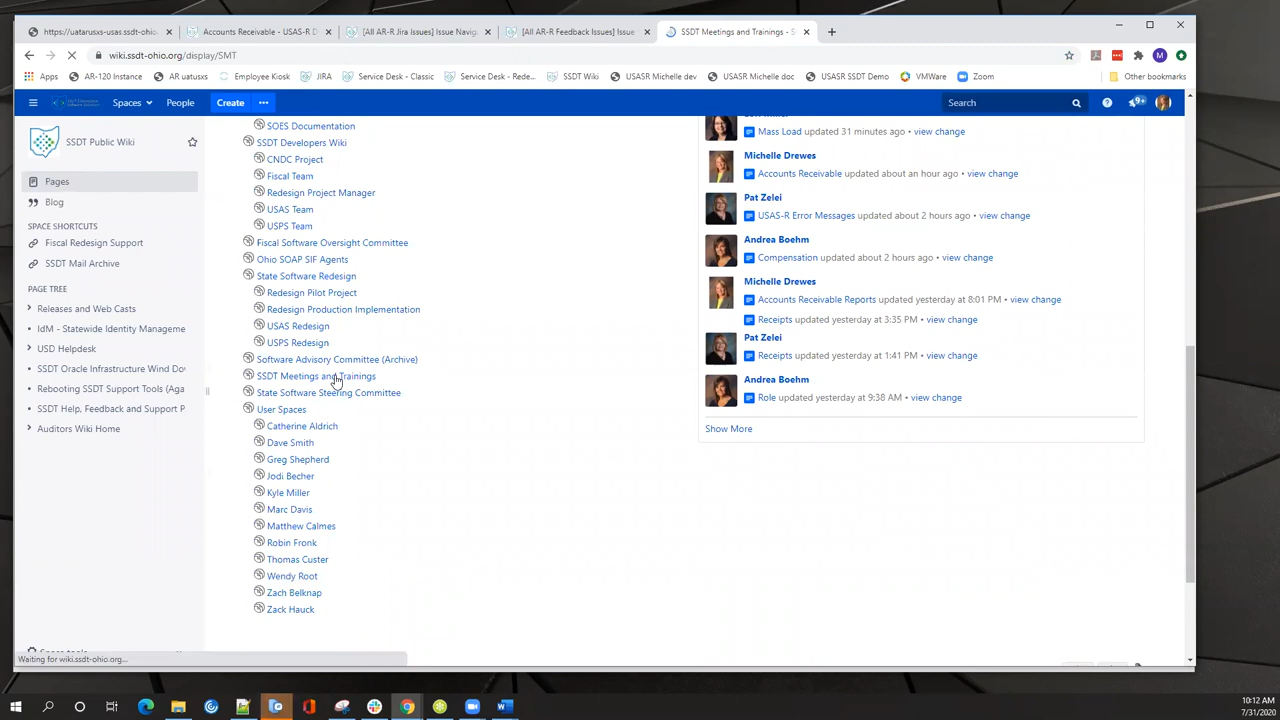 https://uatarusxs-usas.ssdt-ohio.
Accounts Receivable - USAS-R D
[All AR-R Jira Issues] Issue Navig
[All AR-R Feedback Issues] Issue
SSDT Meetings and Trainings -
wiki.ssdt-ohio.org/display/SMT
M
Apps
AR-120 Instance
AR uatusxs
Employee Kiosk
JIRA
Service Desk - Classic
Service Desk - Rede...
SSDT Wiki
USASR Michelle dev
USASR Michelle doc
USASR SSDT Demo
VMWare
Zoom
Other bookmarks
Spaces
People
Create
Search
9+
SSDT Public Wiki
Pages
Blog
SPACE SHORTCUTS
Fiscal Redesign Support
SSDT Mail Archive
PAGE TREE
Releases and Web Casts
IdM - Statewide Identity Manageme
USD Helpdesk
SSDT Oracle Infrastructure Wind Do
Rebooting SSDT Support Tools (Aga
SSDT Help, Feedback and Support P
Auditors Wiki Home
SOES Documentation
SSDT Developers Wiki
CNDC Project
Fiscal Team
Redesign Project Manager
USAS Team
USPS Team
Fiscal Software Oversight Committee
Ohio SOAP SIF Agents
State Software Redesign
Redesign Pilot Project
Redesign Production Implementation
USAS Redesign
USPS Redesign
Software Advisory Committee (Archive)
SSDT Meetings and Trainings
State Software Steering Committee
User Spaces
Catherine Aldrich
Dave Smith
Greg Shepherd
Jodi Becher
Kyle Miller
Marc Davis
Matthew Calmes
Robin Fronk
Thomas Custer
Wendy Root
Zach Belknap
Zack Hauck
Mass Load updated 31 minutes ago • view change
Michelle Drewes
Accounts Receivable updated about an hour ago • view change
Pat Zelei
USAS-R Error Messages updated about 2 hours ago • view change
Andrea Boehm
Compensation updated about 2 hours ago • view change
Michelle Drewes
Accounts Receivable Reports updated yesterday at 8:01 PM • view change
Receipts updated yesterday at 3:35 PM • view change
Pat Zelei
Receipts updated yesterday at 1:41 PM • view change
Andrea Boehm
Role updated yesterday at 9:38 AM • view change
Show More
Waiting for wiki.ssdt-ohio.org...
10:12 AM
7/31/2020